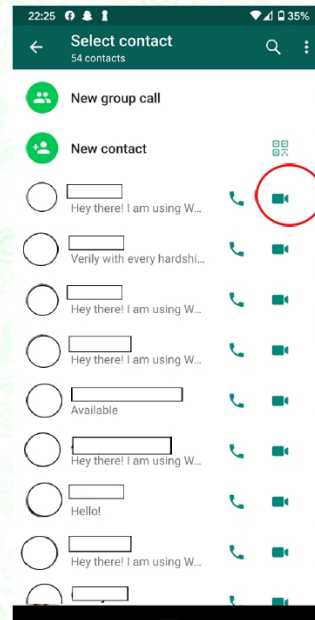 22:25 35%
Select contact
54 contacts
New group call
New contact
Hey there! I am using W...
Verily with every hardshi...
Hey there! I am using W...
Hey there! I am using W...
Available
Hey there! I am using W...
Hello!
Hey there! I am using W...